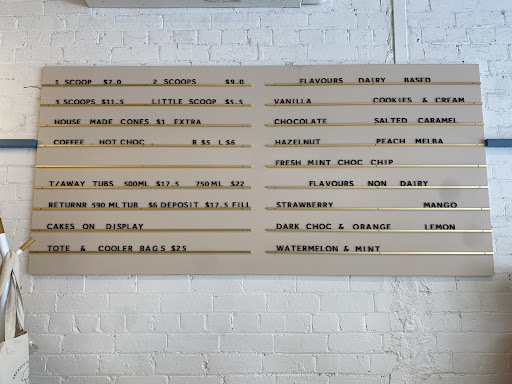 1 SCOOP $7.0 2 SCOOPS $9.0
3 SCOOPS $11.5 LITTLE SCOOP $5.5
HOUSE MADE CONES $1 EXTRA
COFFEE . HOT CHOC . R $5 L $6
T/AWAY TUBS 500ML $17.5 750ML $22
RETURNR 590 ML TUB $6 DEPOSIT $17.5 FILL
CAKES ON DISPLAY
TOTE & COOLER BAGS $25
FLAVOURS DAIRY BASED
VANILLA COOKIES & CREAM
CHOCOLATE SALTED CARAMEL
HAZELNUT PEACH MELBA
FRESH MINT CHOC CHIP
FLAVOURS NON DAIRY
STRAWBERRY MANGO
DARK CHOC & ORANGE LEMON
WATERMELON & MINT